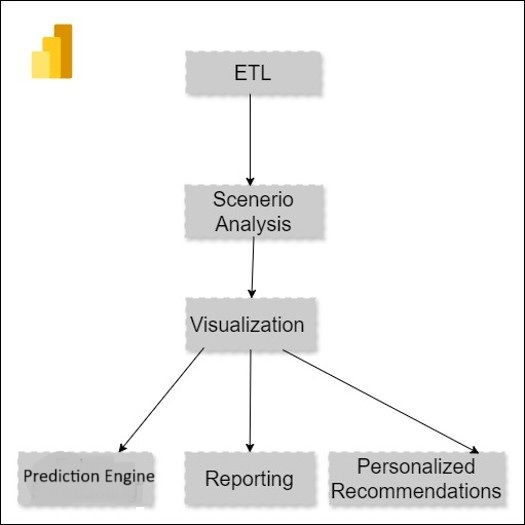 ETL
Scenerio
Analysis
Visualization
Prediction Engine
Reporting
Personalized
Recommendations